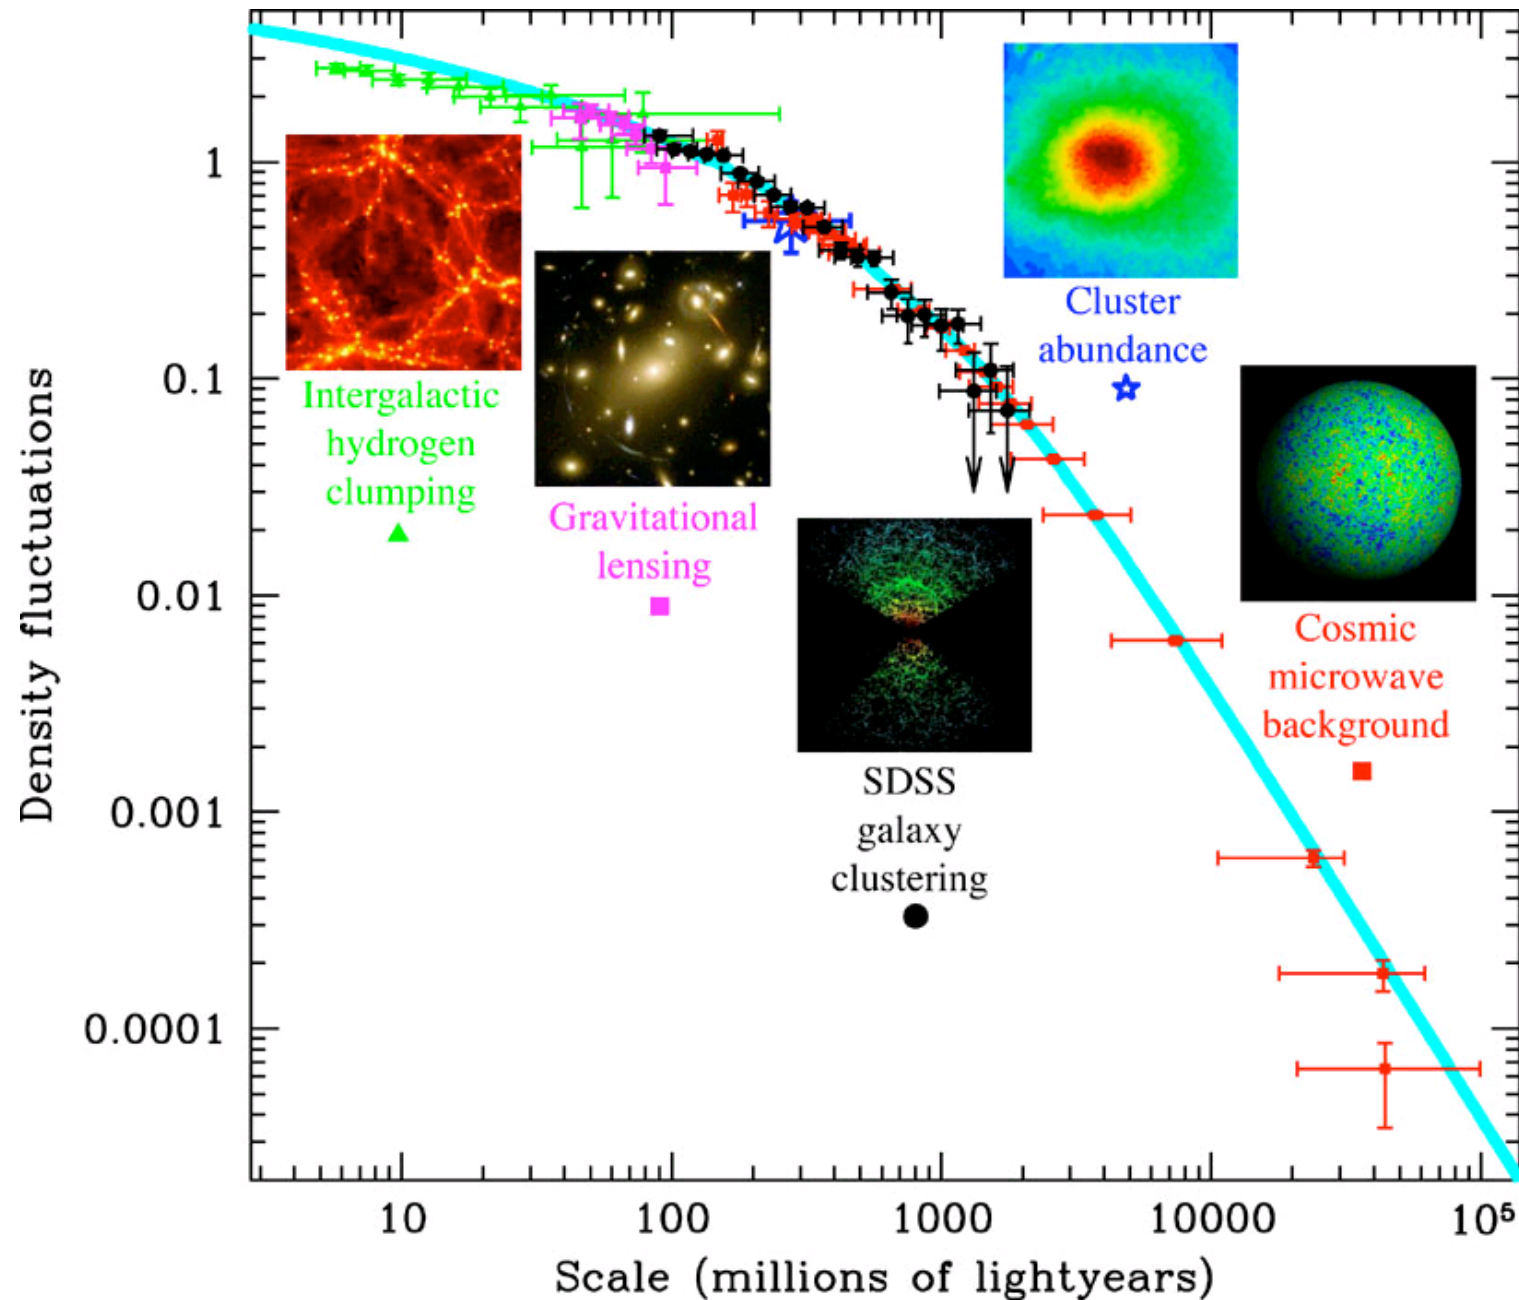 1
0.1
0.01
0.001
0.0001
Density fluctuations
Intergalactic
hydrogen
clumping
Gravitational
lensing
SDSS
galaxy
clustering
Cluster
abundance
Cosmic
microwave
background
10
100
1000
10000
10⁵
Scale (millions of lightyears)